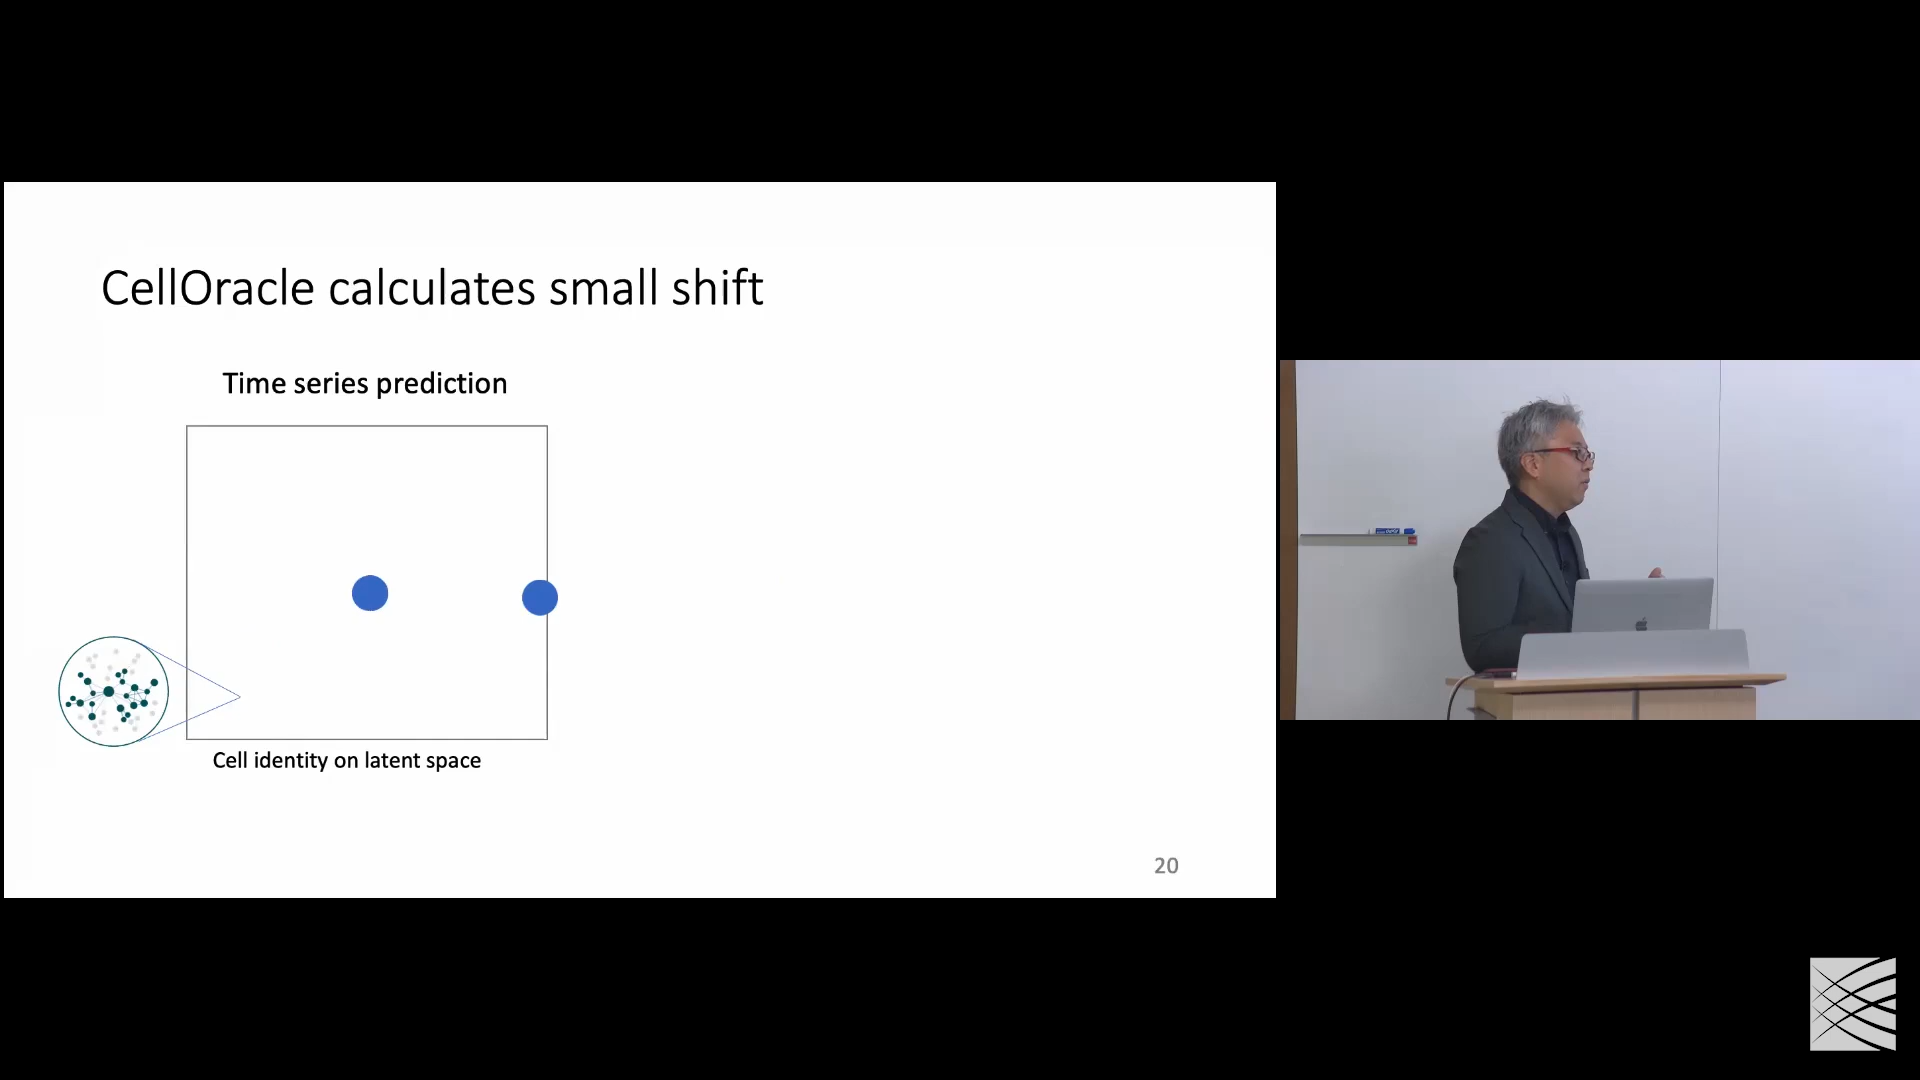 CellOracle calculates small shift
Time series prediction
Cell identity on latent space
20